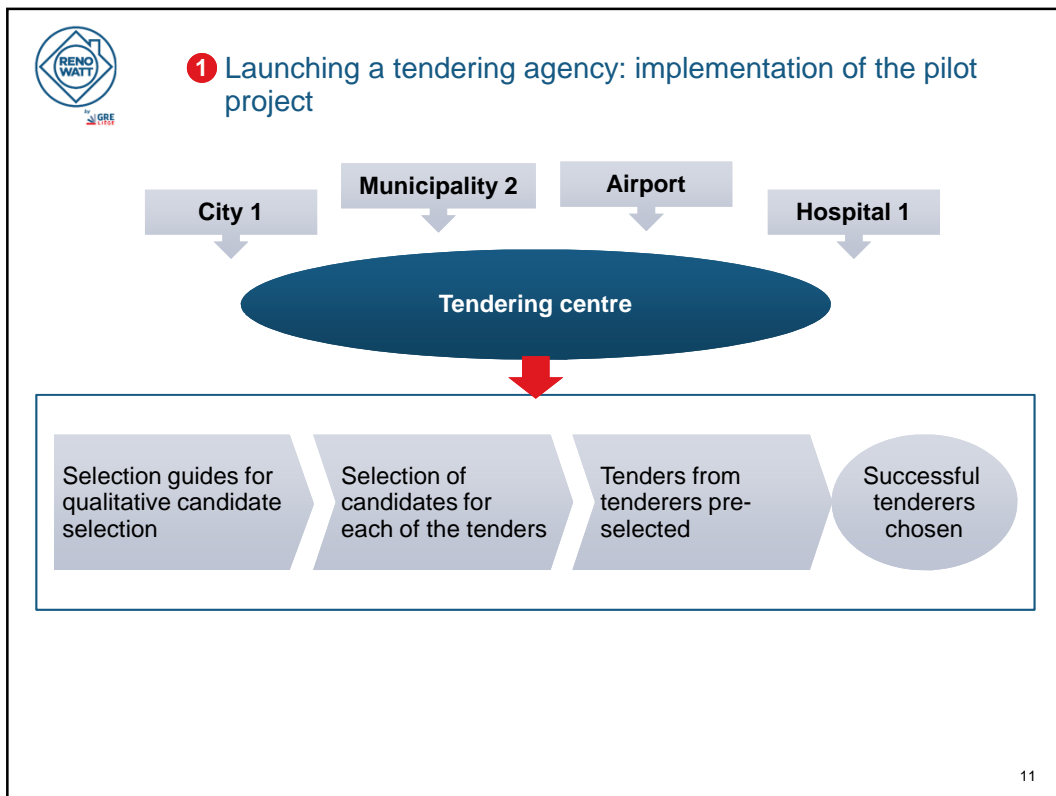 RENO
WATT
by
GRE
LIEGE
1 Launching a tendering agency: implementation of the pilot
project
City 1
Municipality 2
Airport
Hospital 1
Tendering centre
Selection guides for
qualitative candidate
selection
Selection of
candidates for
each of the tenders
Tenders from
tenderers pre-
selected
Successful
tenderers
chosen
11